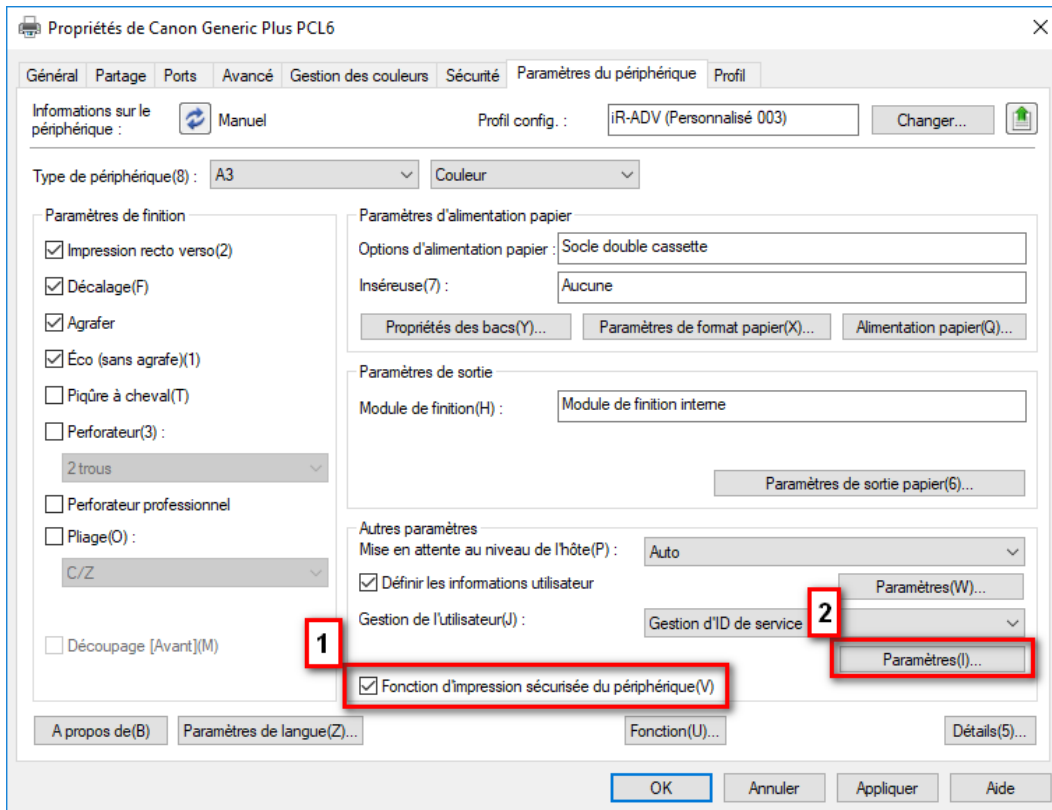 Propriétés de Canon Generic Plus PCL6
Général Partage Ports Avancé Gestion des couleurs Sécurité Paramètres du périphérique Profil
Informations sur le
périphérique :
Manuel
Profil config. :
iR-ADV (Personnalisé 003)
Changer...
Type de périphérique(8) :
A3
Couleur
Paramètres de finition
Impression recto verso(2)
Décalage(F)
Agrafer
Éco (sans agrafe)(1)
Piqûre à cheval(T)
Perforateur(3) :
2 trous
Perforateur professionnel
Pliage(O) :
C/Z
Découpage [Avant](M)
Paramètres d'alimentation papier
Options d'alimentation papier :
Socle double cassette
Inséreuse(7) :
Aucune
Propriétés des bacs(Y)...
Paramètres de format papier(X)...
Alimentation papier(Q)...
Paramètres de sortie
Module de finition(H) :
Module de finition interne
Paramètres de sortie papier(6)...
Autres paramètres
Mise en attente au niveau de l'hôte(P) :
Auto
Définir les informations utilisateur
Paramètres(W)...
Gestion de l'utilisateur(J) :
Gestion d'ID de service
2
Paramètres(I)...
1
Fonction d'impression sécurisée du périphérique(V)
A propos de(B)
Paramètres de langue(Z)...
Fonction(U)...
Détails(5)...
OK
Annuler
Appliquer
Aide